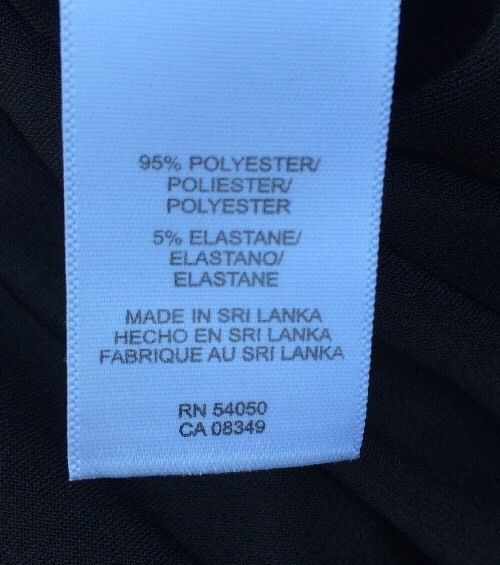 95% POLYESTER/
POLIESTER/
POLYESTER
5% ELASTANE/
ELASTANO/
ELASTANE
MADE IN SRI LANKA
HECHO EN SRI LANKA
FABRIQUE AU SRI LANKA
RN 54050
CA 08349